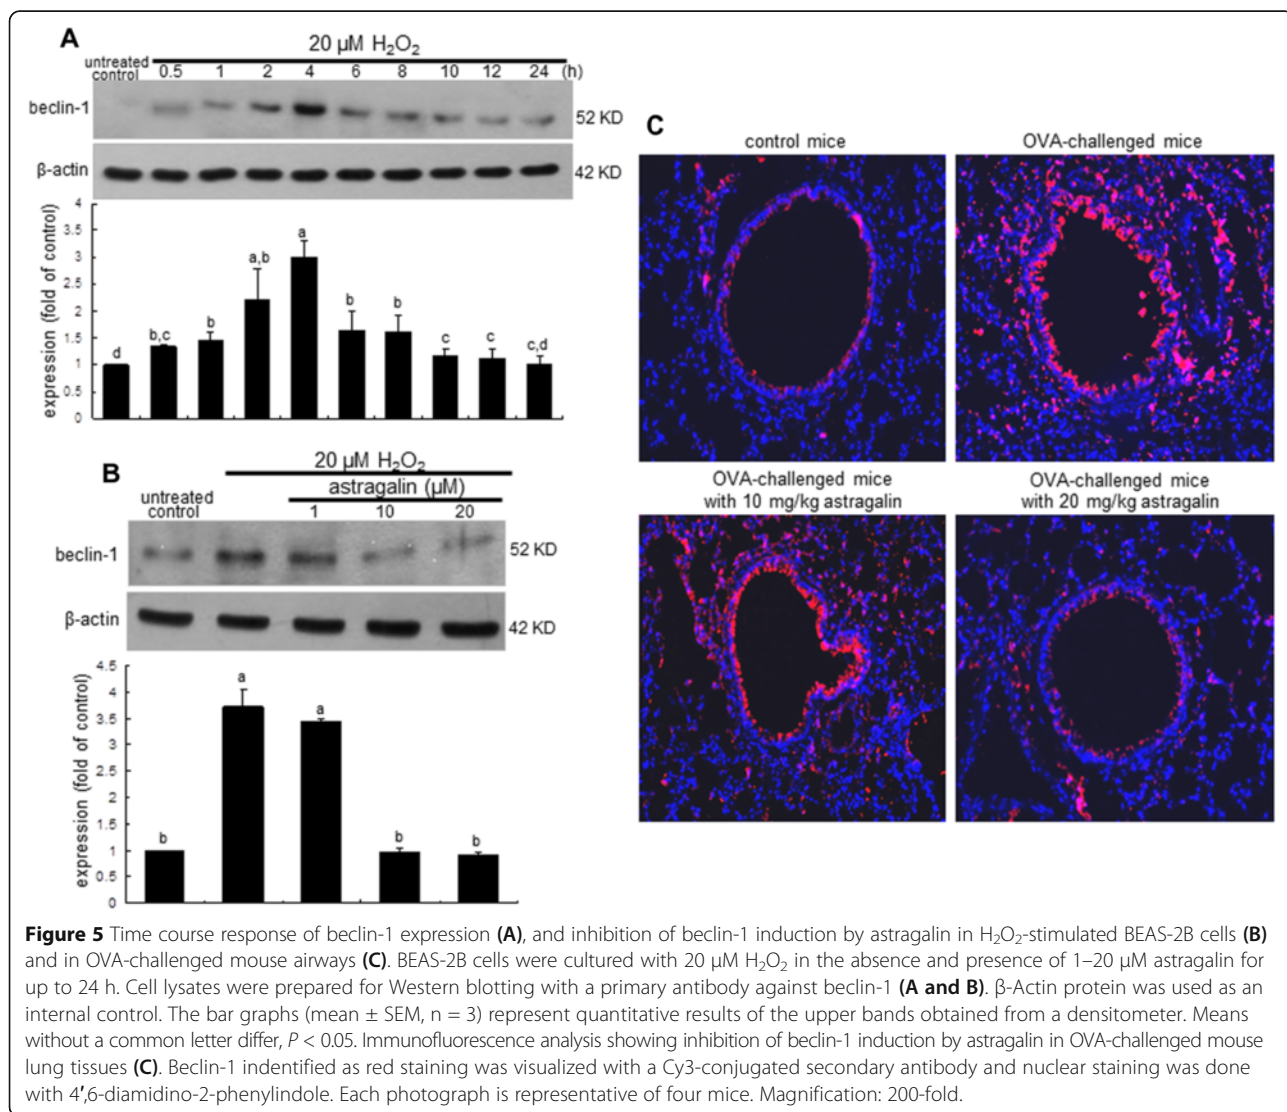 A
20 µM H₂O₂
untreated
control 0.5 1 2 4 6 8 10 12 24 (h)
beclin-1
52 KD
β-actin
42 KD
expression (fold of control)
4
3.5
3
2.5
2
1.5
1
0.5
0
d b,c b a,b a b b c c c,d
B
20 µM H₂O₂
astragalin (µM)
untreated
control 1 10 20
beclin-1
52 KD
β-actin
42 KD
expression (fold of control)
4.5
4
3.5
3
2.5
2
1.5
1
0.5
0
b a a b b
C
control mice
OVA-challenged mice
OVA-challenged mice
with 10 mg/kg astragalin
OVA-challenged mice
with 20 mg/kg astragalin
Figure 5 Time course response of beclin-1 expression (A), and inhibition of beclin-1 induction by astragalin in H₂O₂-stimulated BEAS-2B cells (B)
and in OVA-challenged mouse airways (C). BEAS-2B cells were cultured with 20 μM H₂O₂ in the absence and presence of 1–20 μM astragalin for
up to 24 h. Cell lysates were prepared for Western blotting with a primary antibody against beclin-1 (A and B). β-Actin protein was used as an
internal control. The bar graphs (mean ± SEM, n = 3) represent quantitative results of the upper bands obtained from a densitometer. Means
without a common letter differ, P < 0.05. Immunofluorescence analysis showing inhibition of beclin-1 induction by astragalin in OVA-challenged mouse
lung tissues (C). Beclin-1 indentified as red staining was visualized with a Cy3-conjugated secondary antibody and nuclear staining was done
with 4′,6-diamidino-2-phenylindole. Each photograph is representative of four mice. Magnification: 200-fold.